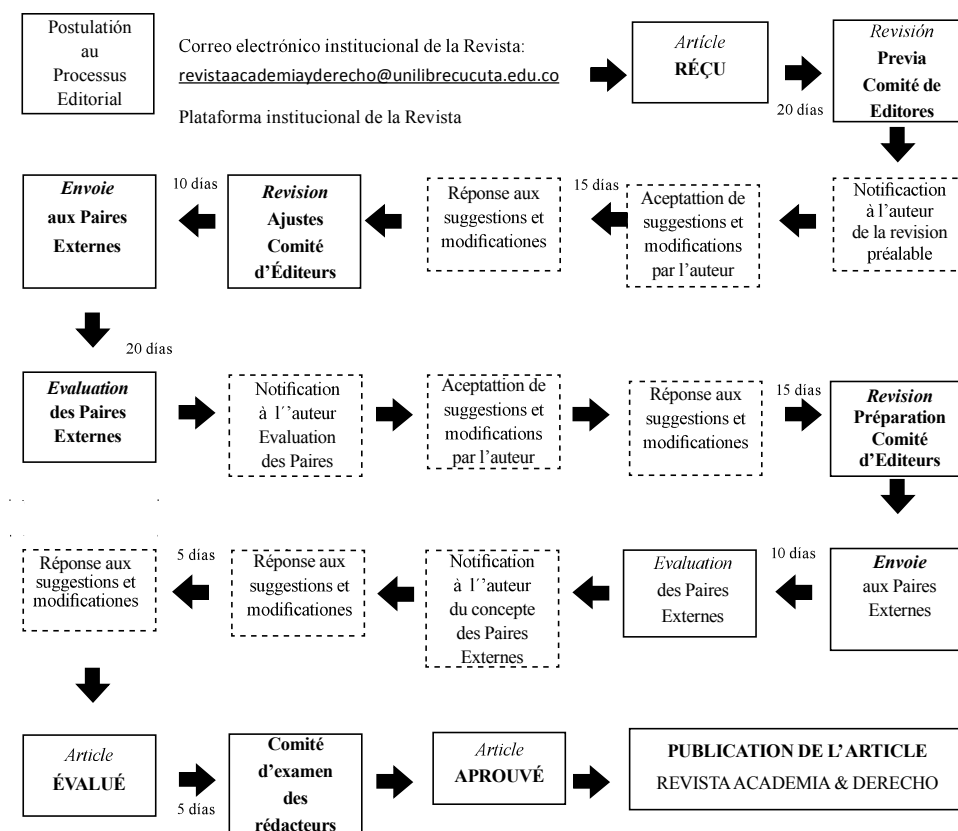 Postulación
au
Processus
Editorial
Correo electrónico institucional de la Revista:
revistaacademiayderecho@unilibrecucuta.edu.co
Plataforma institucional de la Revista
Artícle
RÉÇU
20 días
Revisión
Previa
Comité de
Editores
Notificaction
à l’auteur
de la revision
préalable
Aceptattion de
suggestions et
modifications
par l’auteur
15 días
Réponse aux
suggestions et
modificationes
Revision
Ajustes
Comité
d’Éditeurs
10 días
Envoie
aux Paires
Externes
20 días
Evaluation
des Paires
Externes
Notification
à l´’auteur
Evaluation
des Paires
Aceptattion de
suggestions et
modifications
par l’auteur
Réponse aux
suggestions et
modificationes
15 días
Revision
Préparation
Comité
d’Editeurs
Envoie
aux Paires
Externes
10 días
Evaluation
des Paires
Externes
Notification
à l´’auteur
du concepte
des Paires
Externes
Réponse aux
suggestions et
modificationes
5 días
Réponse aux
suggestions et
modificationes
Article
ÉVALUÉ
5 días
Comité
d’examen
des
rédacteurs
Article
APROUVÉ
PUBLICATION DE L’ARTICLE
REVISTA ACADEMIA & DERECHO